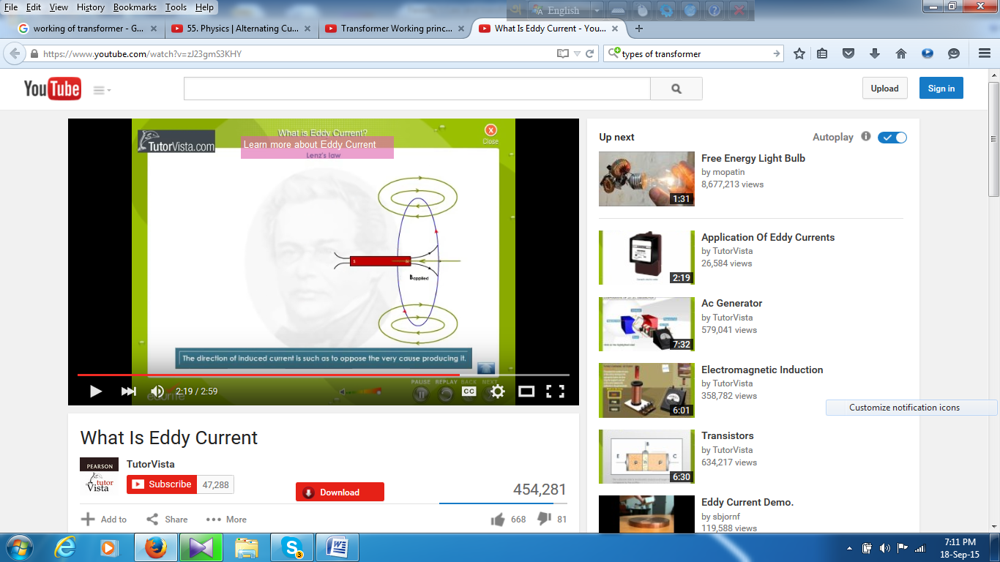 File Edit View History Bookmarks Tools Help
English
working of transformer - G...
55. Physics | Alternating Cu...
Transformer Working princ...
What Is Eddy Current - You...
https://www.youtube.com/watch?v=zJ23gmS3KHY
types of transformer
YouTube
Upload
Sign in
TutorVista.com
What is Eddy Current?
Close
Learn more about Eddy Current
Lenz's law
S
N
Bapplied
The direction of induced current is such as to oppose the very cause producing it.
PAUSE REPLAY BACK NEXT
2:19 / 2:59
CC
What Is Eddy Current
PEARSON
tutor
Vista
TutorVista
Subscribe 47,288
Download
454,281
Add to Share More
668 81
Up next
Autoplay
Free Energy Light Bulb
by mopatin
8,677,213 views
1:31
Application Of Eddy Currents
by TutorVista
26,584 views
2:19
Ac Generator
by TutorVista
579,041 views
7:32
Electromagnetic Induction
by TutorVista
358,782 views
6:01
Customize notification icons
Transistors
by TutorVista
634,217 views
B
E
C
P
P
6:30
Eddy Current Demo.
by sbjornf
119,588 views
3
7:11 PM
18-Sep-15